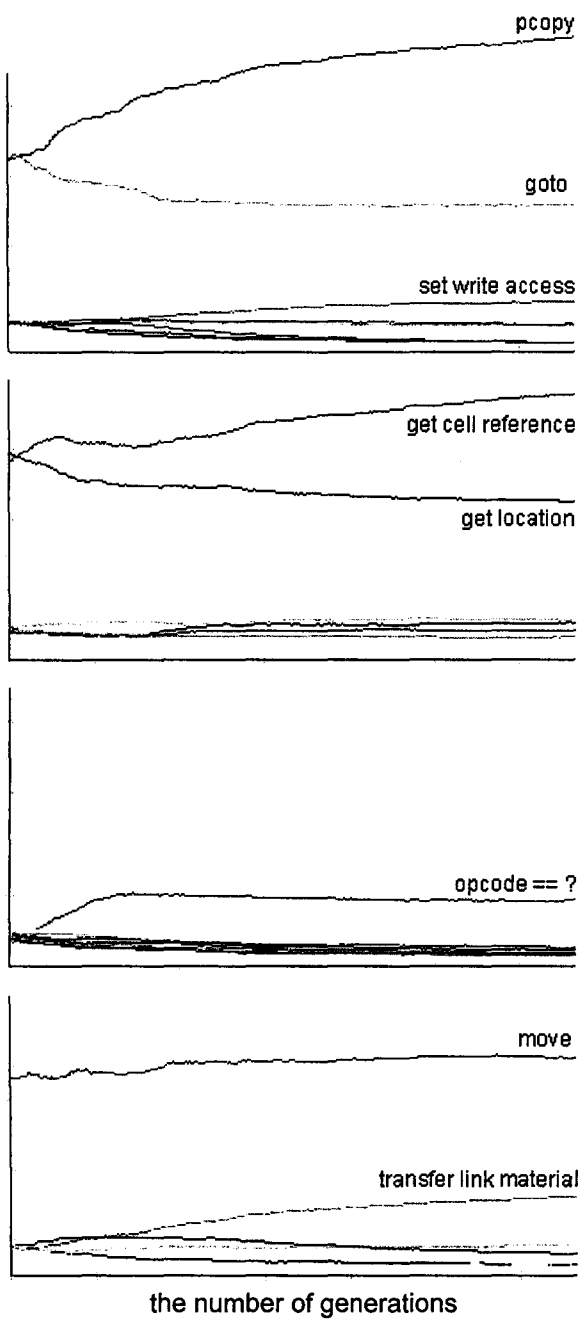 pcopy
goto
set write access
get cell reference
get location
opcode == ?
move
transfer link material
the number of generations